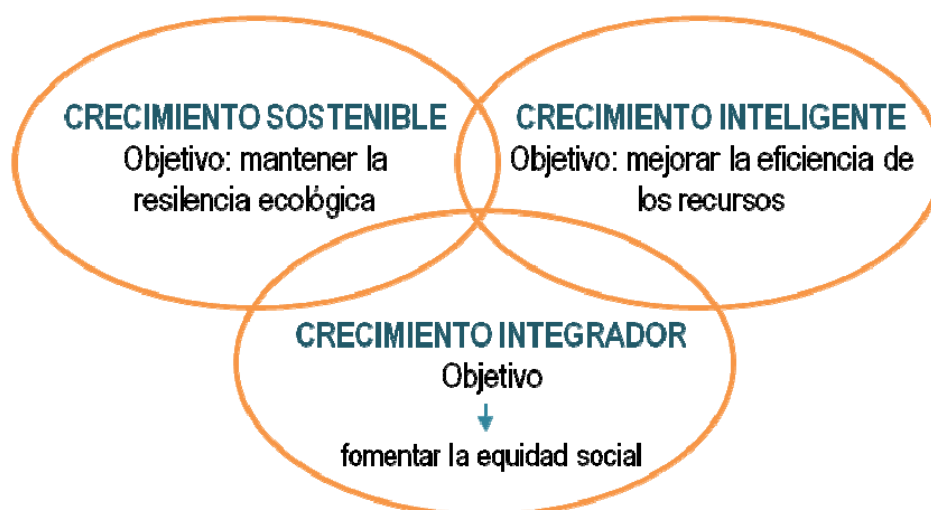 CRECIMIENTO SOSTENIBLE
Objetivo: mantener la
resilencia ecológica
CRECIMIENTO INTELIGENTE
Objetivo: mejorar la eficiencia de
los recursos
CRECIMIENTO INTEGRADOR
Objetivo
fomentar la equidad social